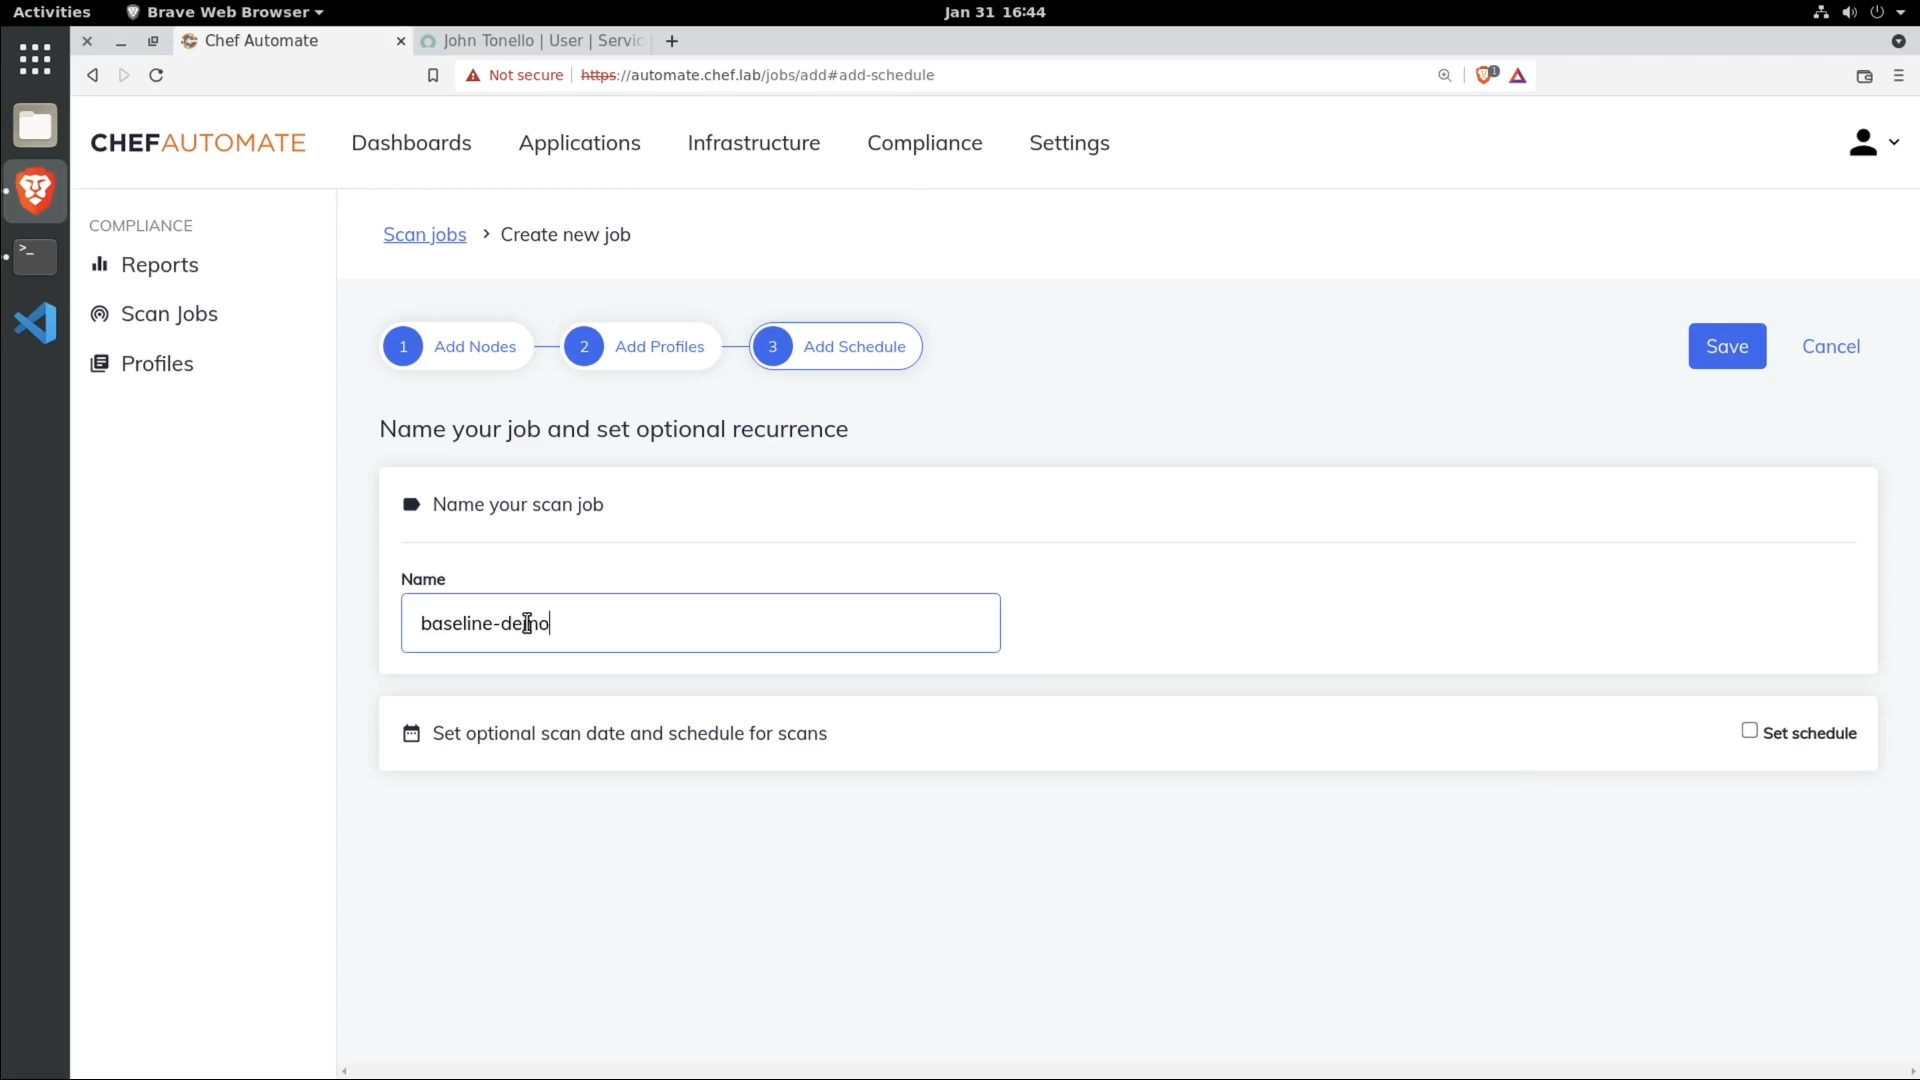 Activities Brave Web Browser Jan 31 16:44
Chef Automate John Tonello | User | Servic
Not secure https://automate.chef.lab/jobs/add#add-schedule 1
CHEFAUTOMATE Dashboards Applications Infrastructure Compliance Settings
COMPLIANCE
Reports
Scan Jobs
Profiles
Scan jobs > Create new job
1 Add Nodes 2 Add Profiles 3 Add Schedule Save Cancel
Name your job and set optional recurrence
Name your scan job
Name
baseline-demo
Set optional scan date and schedule for scans Set schedule